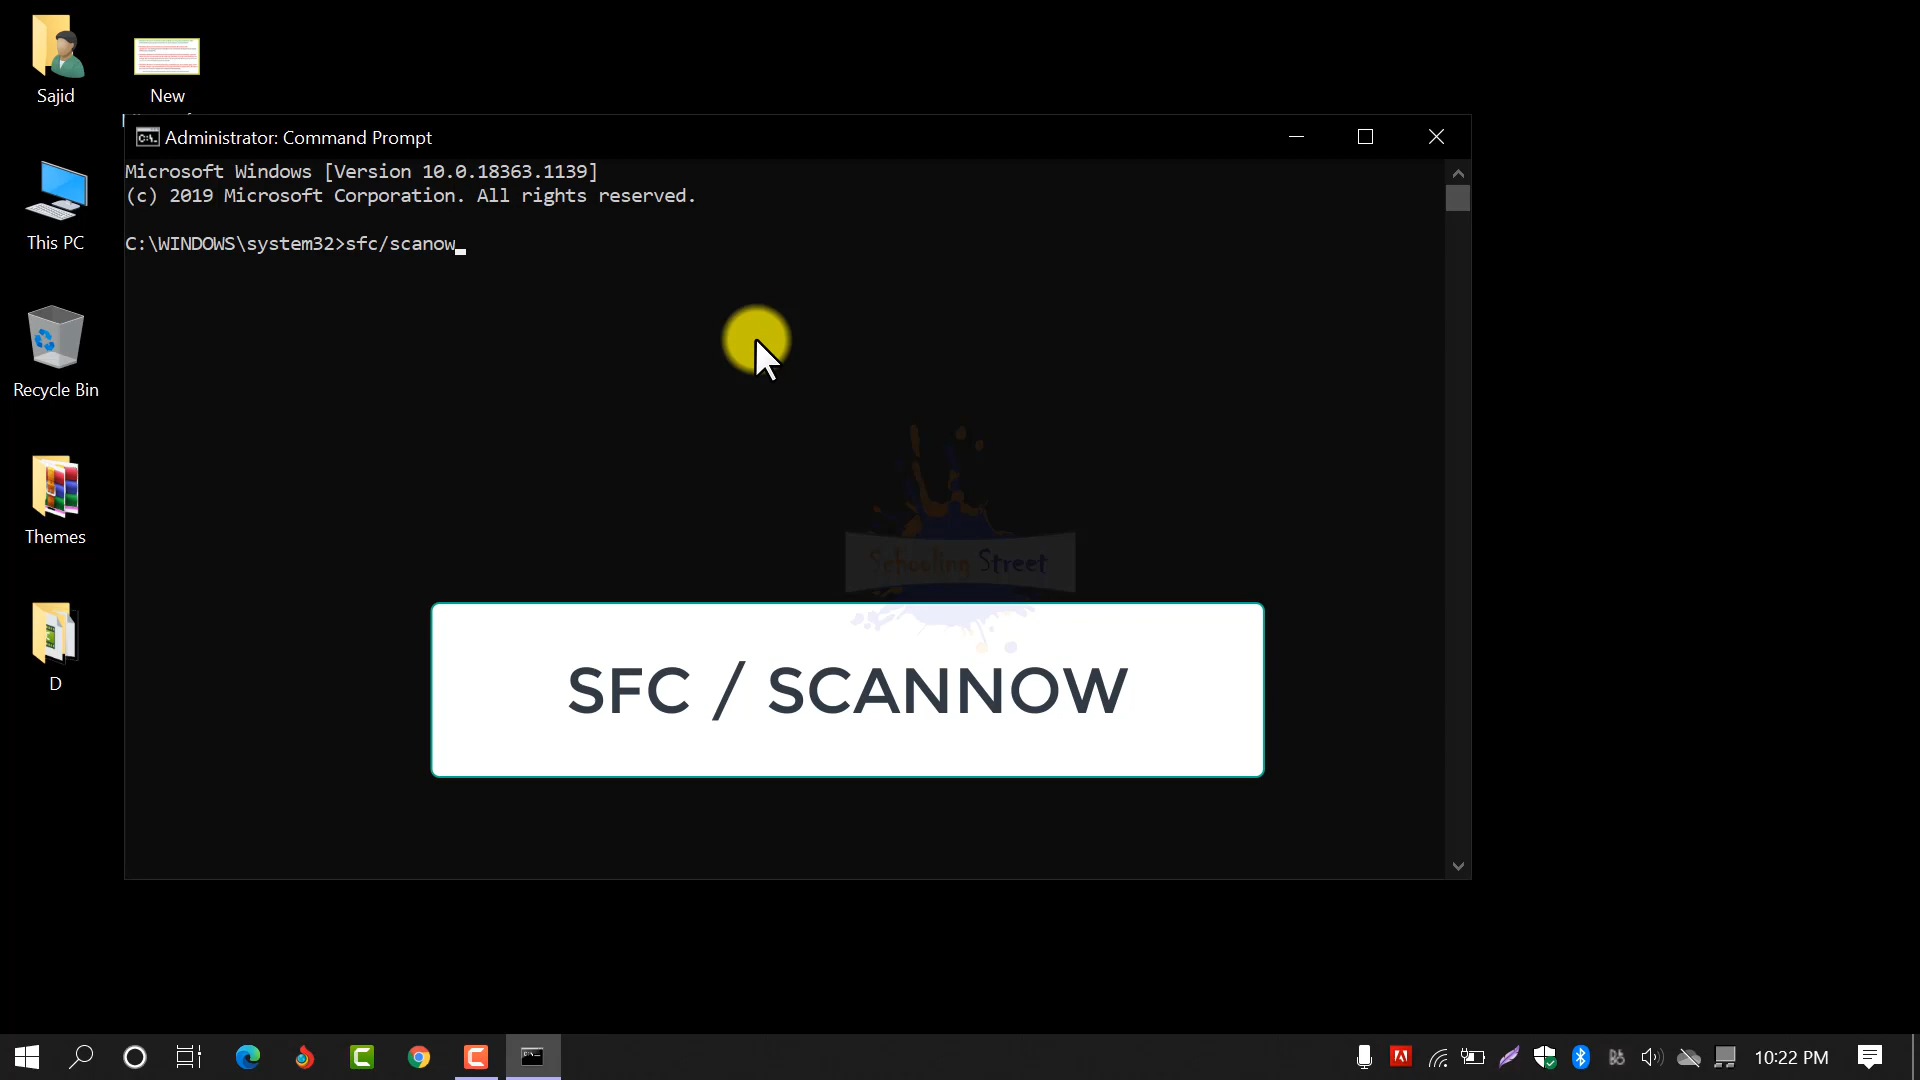 Sajid
New
Administrator: Command Prompt
Microsoft Windows [Version 10.0.18363.1139]
(c) 2019 Microsoft Corporation. All rights reserved.
C:\WINDOWS\system32>sfc/scanow
This PC
Recycle Bin
Themes
D
Schooling Street
SFC / SCANNOW
10:22 PM